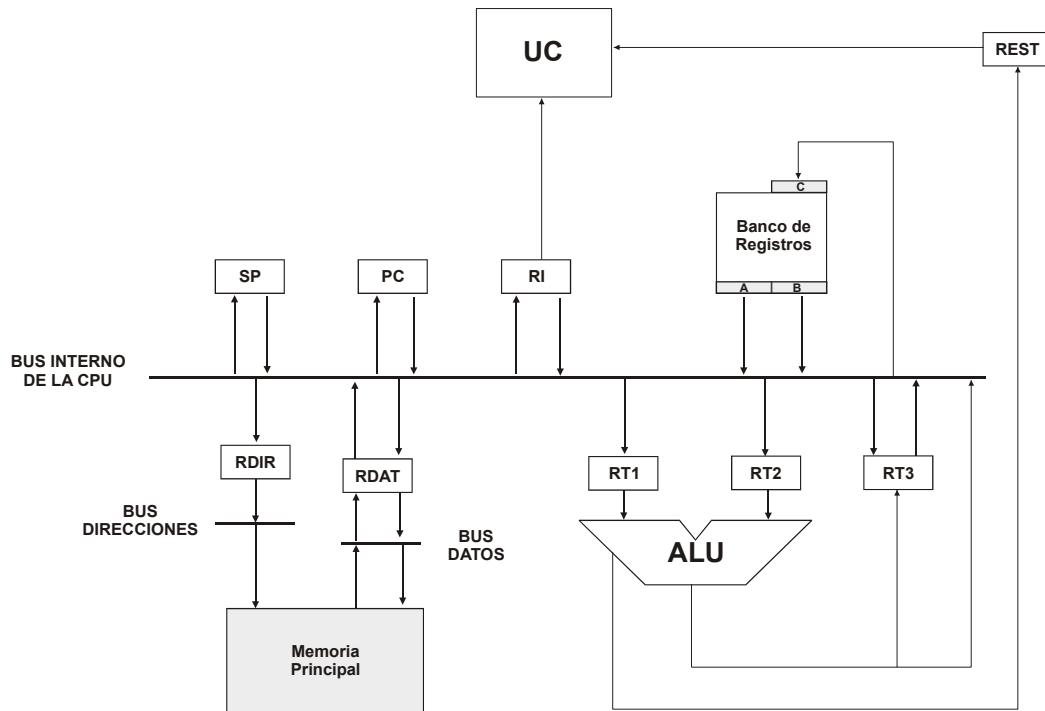 UC
REST
C
Banco de
Registros
A
B
SP
PC
RI
BUS INTERNO
DE LA CPU
RDIR
RDAT
RT1
RT2
RT3
BUS
DIRECCIONES
BUS
DATOS
ALU
Memoria
Principal